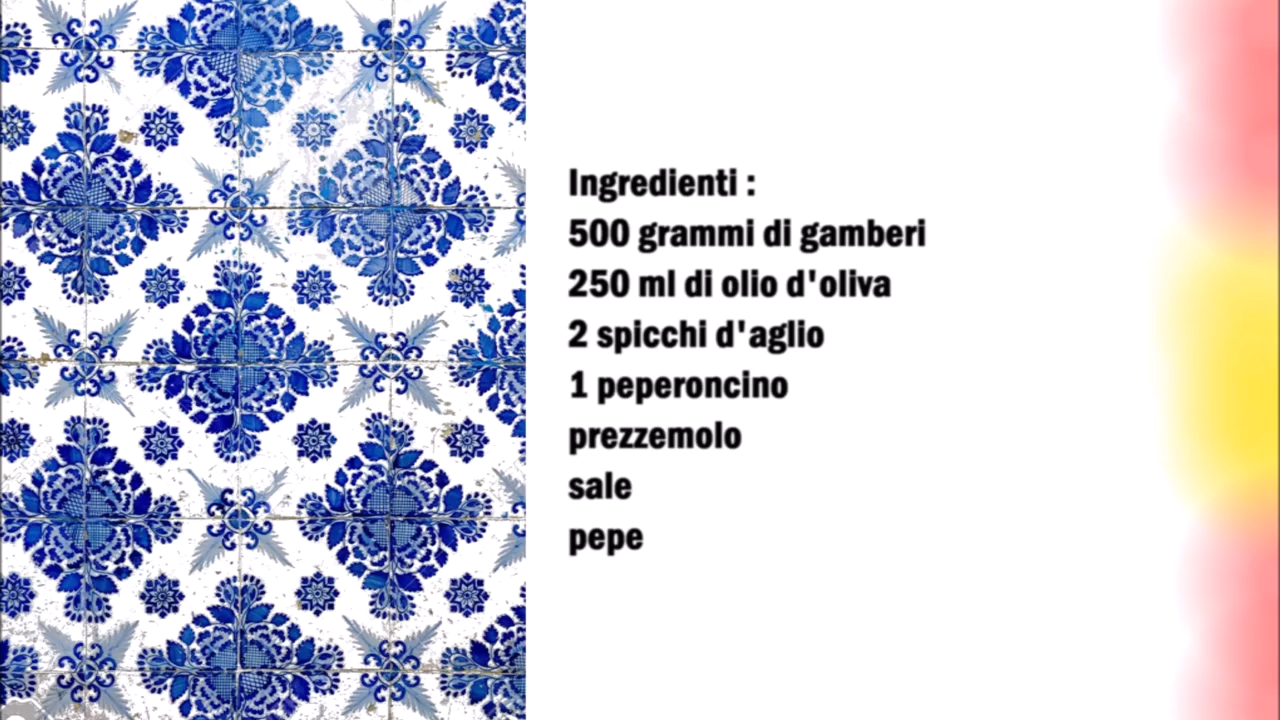 Ingredienti :
500 grammi di gamberi
250 ml di olio d'oliva
2 spicchi d'aglio
1 peperoncino
prezzemolo
sale
pepe